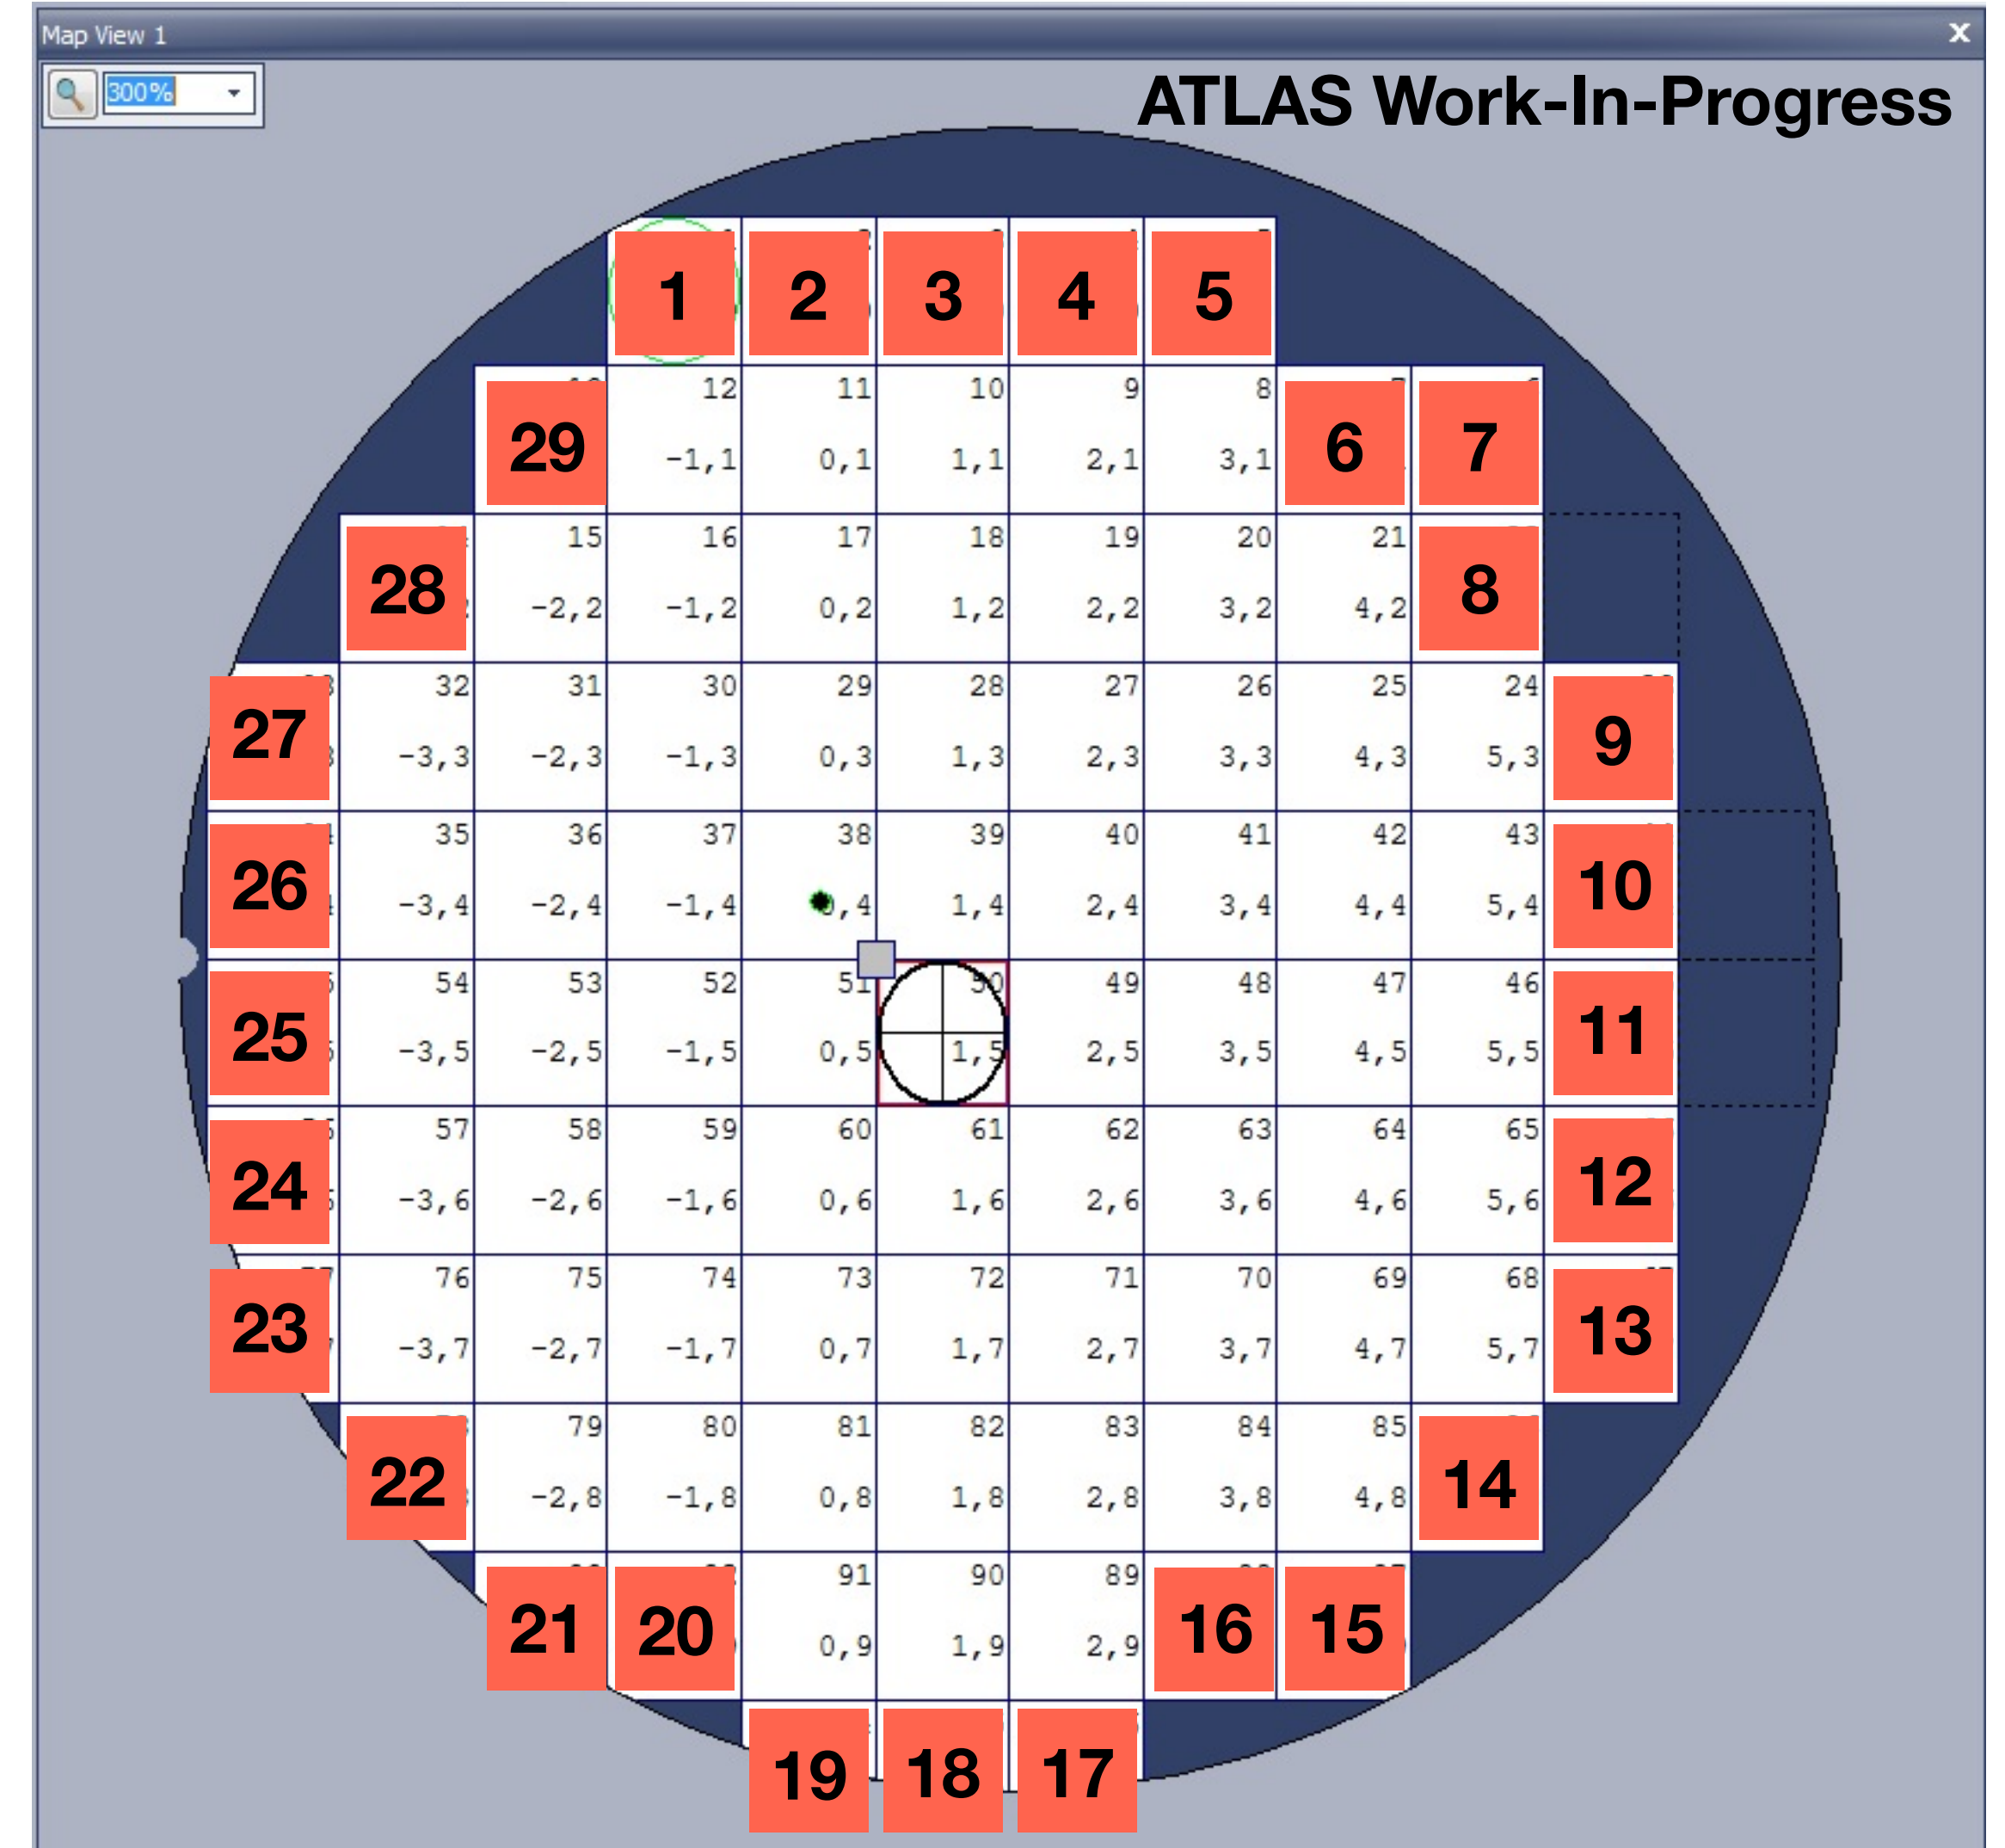 Map View 1
x
300%
ATLAS Work-In-Progress
1 2 3 4 5
12 11 10 9 8
29 6 7
-1,1 0,1 1,1 2,1 3,1
15 16 17 18 19 20 21
28 8
-2,2 -1,2 0,2 1,2 2,2 3,2 4,2
32 31 30 29 28 27 26 25 24
27 9
-3,3 -2,3 -1,3 0,3 1,3 2,3 3,3 4,3 5,3
35 36 37 38 39 40 41 42 43
26 10
-3,4 -2,4 -1,4 ,4 1,4 2,4 3,4 4,4 5,4
54 53 52 51 50 49 48 47 46
25 11
-3,5 -2,5 -1,5 0,5 1,5 2,5 3,5 4,5 5,5
57 58 59 60 61 62 63 64 65
24 12
-3,6 -2,6 -1,6 0,6 1,6 2,6 3,6 4,6 5,6
76 75 74 73 72 71 70 69 68
23 13
-3,7 -2,7 -1,7 0,7 1,7 2,7 3,7 4,7 5,7
79 80 81 82 83 84 85
22 14
-2,8 -1,8 0,8 1,8 2,8 3,8 4,8
91 90 89
21 20 16 15
0,9 1,9 2,9
19 18 17